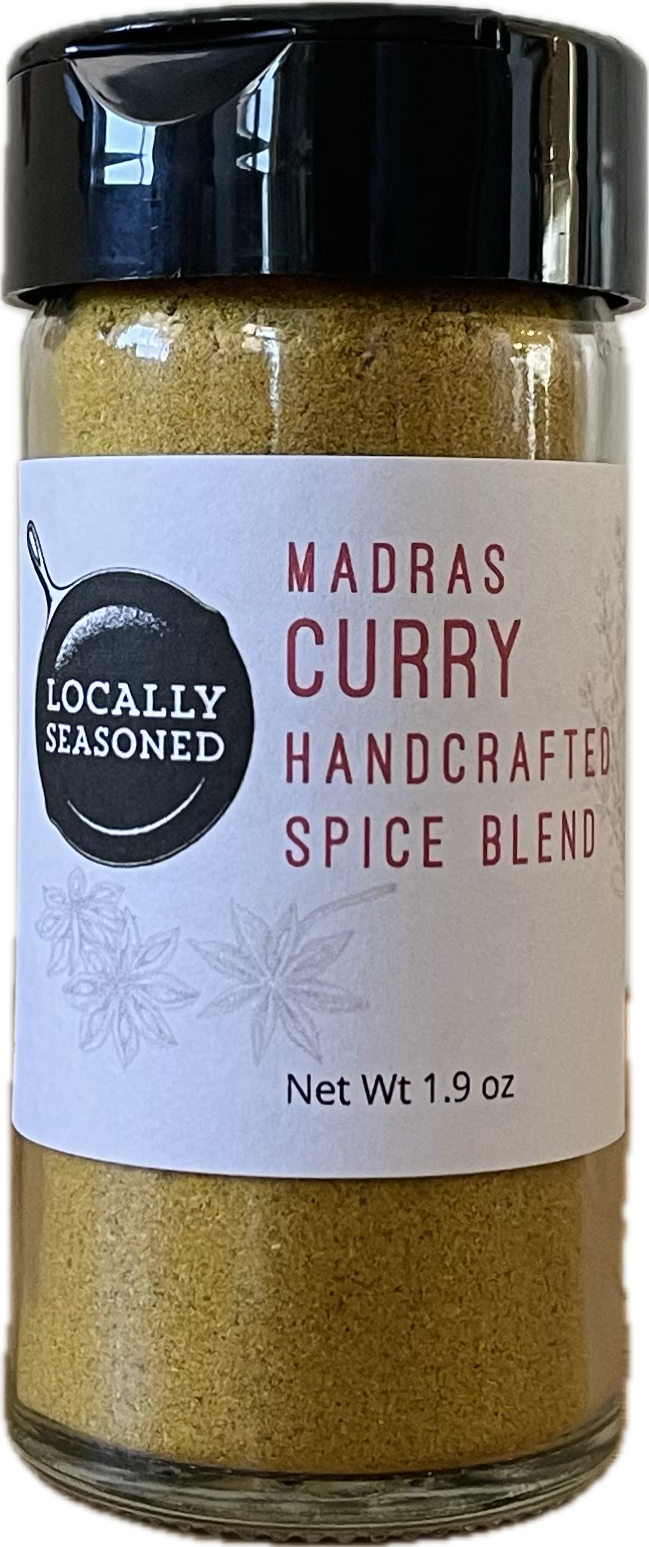 LOCALLY
SEASONED
MADRAS
CURRY
HANDCRAFTED
SPICE BLEND
Net Wt 1.9 oz